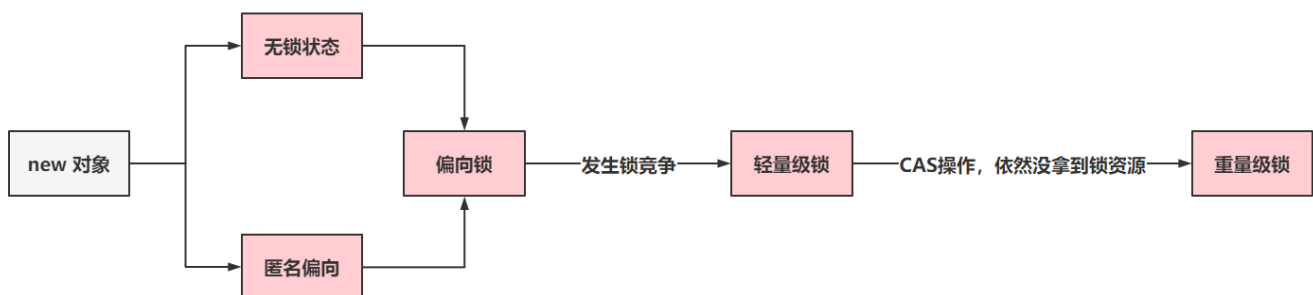 无锁状态
new 对象
偏向锁
发生锁竞争
轻量级锁
CAS操作，依然没拿到锁资源
重量级锁
匿名偏向